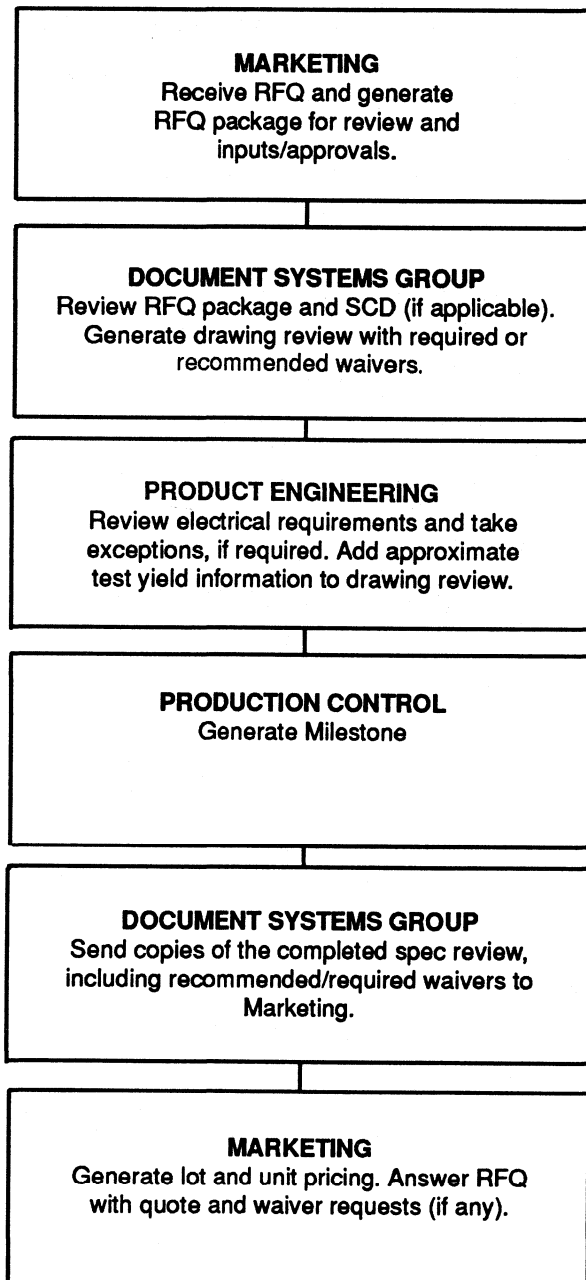 MARKETING
Receive RFQ and generate
RFQ package for review and
inputs/approvals.
DOCUMENT SYSTEMS GROUP
Review RFQ package and SCD (if applicable).
Generate drawing review with required or
recommended waivers.
PRODUCT ENGINEERING
Review electrical requirements and take
exceptions, if required. Add approximate
test yield information to drawing review.
PRODUCTION CONTROL
Generate Milestone
DOCUMENT SYSTEMS GROUP
Send copies of the completed spec review,
including recommended/required waivers to
Marketing.
MARKETING
Generate lot and unit pricing. Answer RFQ
with quote and waiver requests (if any).